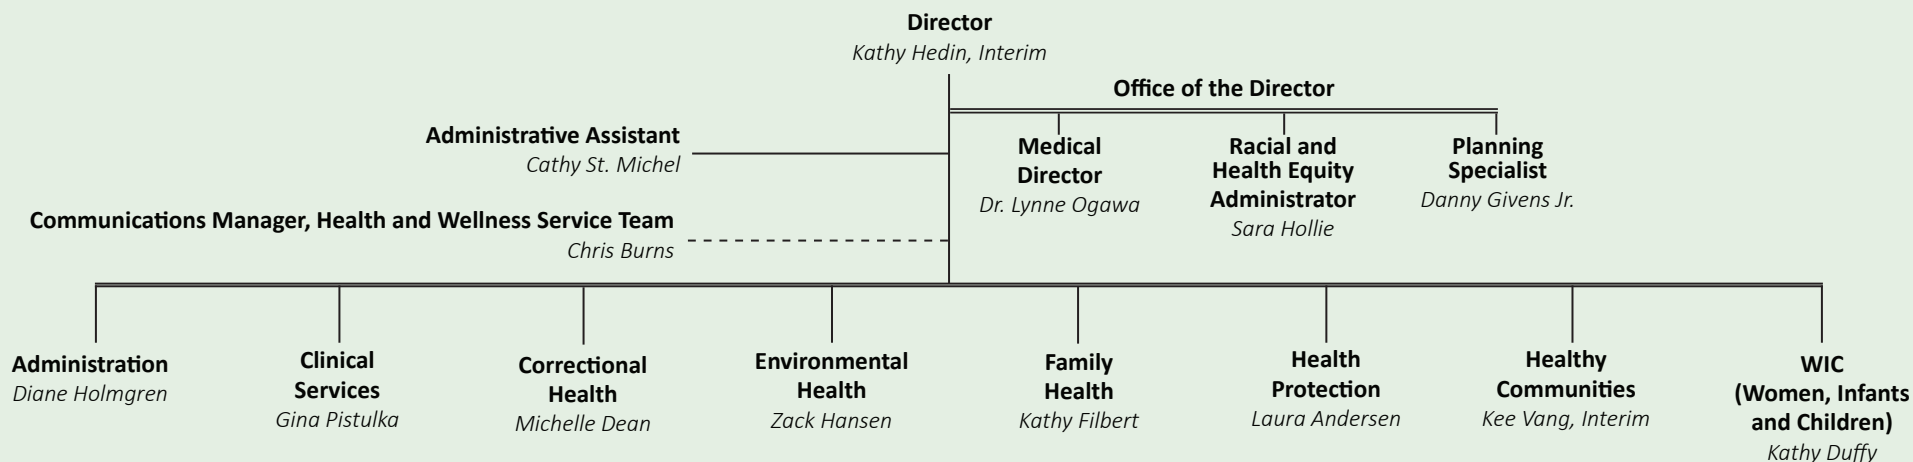 Director
Kathy Hedin, Interim
Office of the Director
Administrative Assistant
Cathy St. Michel
Medical
Director
Dr. Lynne Ogawa
Racial and
Health Equity
Administrator
Sara Hollie
Planning
Specialist
Danny Givens Jr.
Communications Manager, Health and Wellness Service Team
Chris Burns
Administration
Diane Holmgren
Clinical
Services
Gina Pistulka
Correctional
Health
Michelle Dean
Environmental
Health
Zack Hansen
Family
Health
Kathy Filbert
Health
Protection
Laura Andersen
Healthy
Communities
Kee Vang, Interim
WIC
(Women, Infants
and Children)
Kathy Duffy